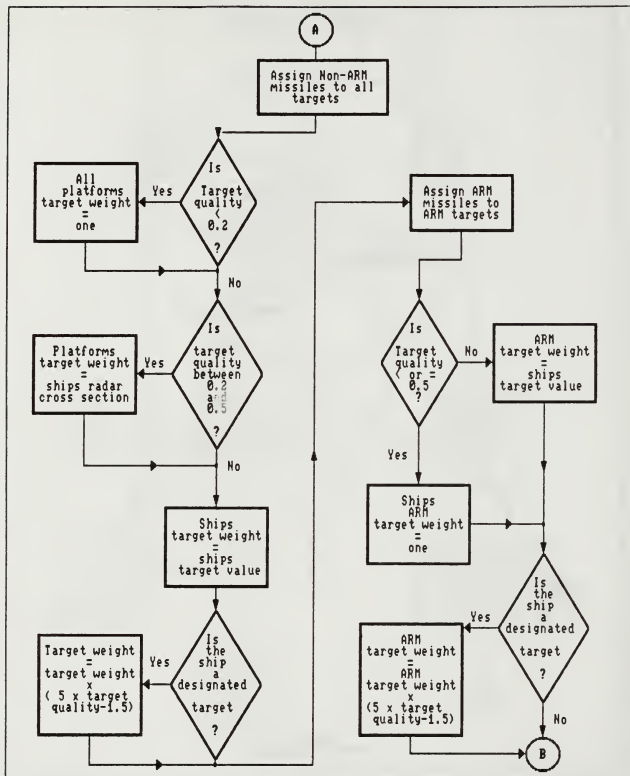 A
Assign Non-ARM
missiles to all
targets
Is
Target
quality
<
0.2
?
Yes
All
platforms
target weight
=
one
No
Is
target
quality
between
0.2
and
0.5
?
Yes
Platforms
target weight
=
ships radar
cross section
No
Ships
target weight
=
ships
target value
Is
the
ship
a
designated
target
?
Yes
Target weight
=
target weight
x
( 5 x target
quality-1.5)
Assign ARM
missiles to
ARM targets
Is
Target
quality
< or =
0.5
?
No
ARM
target weight
=
ships
target value
Yes
Ships
ARM
target weight
=
one
Is
the
ship
a
designated
target
?
Yes
ARM
target weight
=
ARM
target weight
x
(5 x target
quality-1.5)
No
B